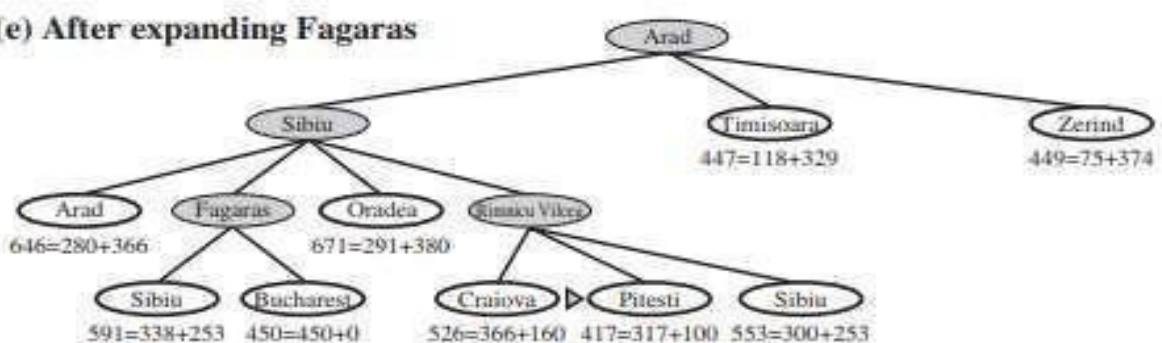 (e) After expanding Fagaras
Arad
Sibiu Timisoara Zerind
447=118+329 449=75+374
Arad Fagaras Oradea Rimnicu Vilcea
646=280+366 671=291+380
Sibiu Bucharest Craiova Pitesti Sibiu
591=338+253 450=450+0 526=366+160 417=317+100 553=300+253